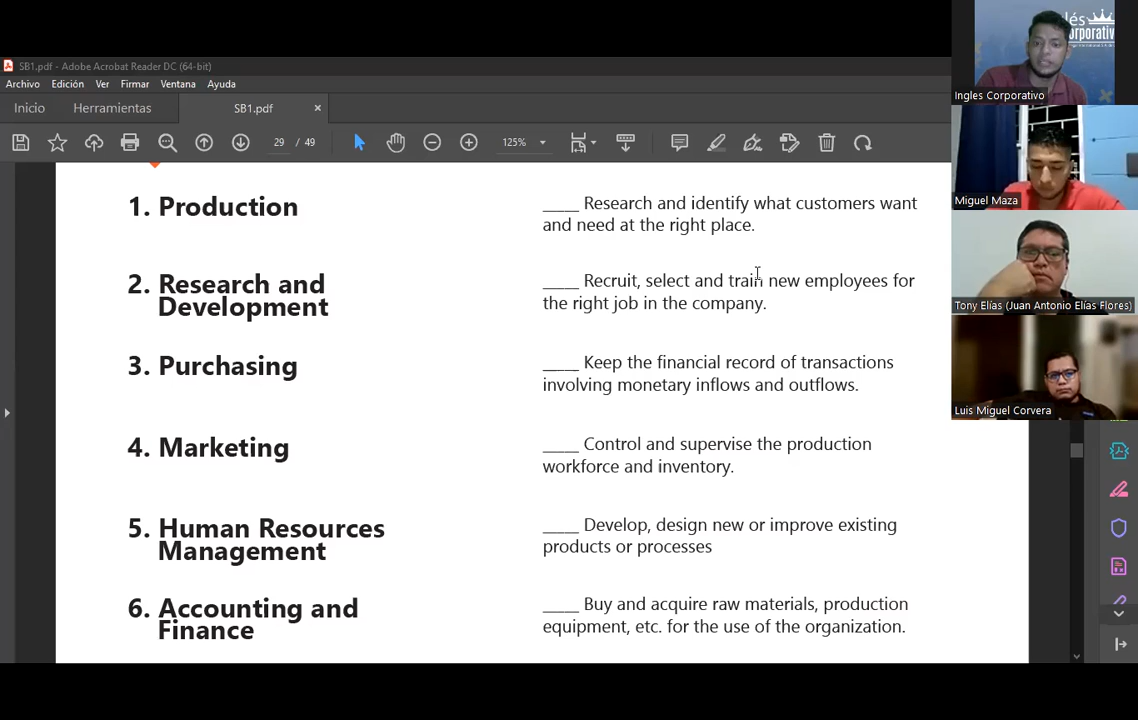 SB1.pdf - Adobe Acrobat Reader DC (64-bit)
Archivo Edición Ver Firmar Ventana Ayuda
Inicio Herramientas SB1.pdf ×
29 / 49 125%
1. Production
____ Research and identify what customers want
and need at the right place.
2. Research and
Development
____ Recruit, select and train new employees for
the right job in the company.
3. Purchasing
____ Keep the financial record of transactions
involving monetary inflows and outflows.
4. Marketing
____ Control and supervise the production
workforce and inventory.
5. Human Resources
Management
____ Develop, design new or improve existing
products or processes
6. Accounting and
Finance
____ Buy and acquire raw materials, production
equipment, etc. for the use of the organization.
Ingles Corporativo
Miguel Maza
Tony Elías (Juan Antonio Elías Flores)
Luis Miguel Corvera